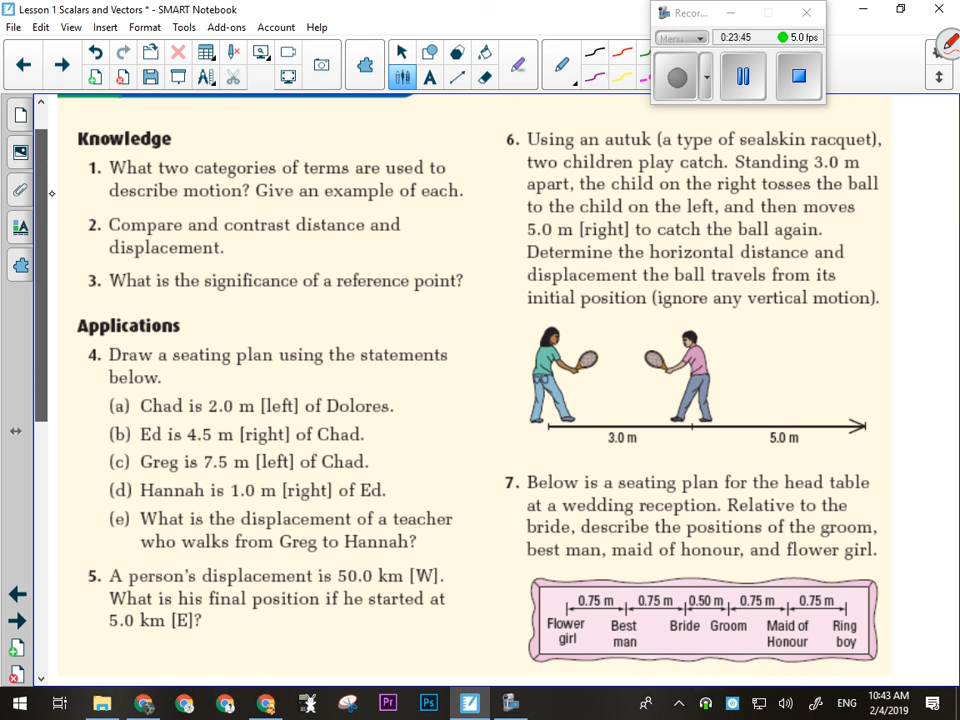 Lesson 1 Scalars and Vectors * - SMART Notebook
File Edit View Insert Format Tools Add-ons Account Help
Recor...
Menu
0:23:45
5.0 fps
Knowledge
1. What two categories of terms are used to
describe motion? Give an example of each.
2. Compare and contrast distance and
displacement.
3. What is the significance of a reference point?
Applications
4. Draw a seating plan using the statements
below.
(a) Chad is 2.0 m [left] of Dolores.
(b) Ed is 4.5 m [right] of Chad.
(c) Greg is 7.5 m [left] of Chad.
(d) Hannah is 1.0 m [right] of Ed.
(e) What is the displacement of a teacher
who walks from Greg to Hannah?
5. A person's displacement is 50.0 km [W].
What is his final position if he started at
5.0 km [E]?
6. Using an autuk (a type of sealskin racquet),
two children play catch. Standing 3.0 m
apart, the child on the right tosses the ball
to the child on the left, and then moves
5.0 m [right] to catch the ball again.
Determine the horizontal distance and
displacement the ball travels from its
initial position (ignore any vertical motion).
3.0 m 5.0 m
7. Below is a seating plan for the head table
at a wedding reception. Relative to the
bride, describe the positions of the groom,
best man, maid of honour, and flower girl.
0.75 m 0.75 m 0.50 m 0.75 m 0.75 m
Flower Best Bride Groom Maid of Ring
girl man Honour boy
Pr Ps
ENG
10:43 AM
2/4/2019